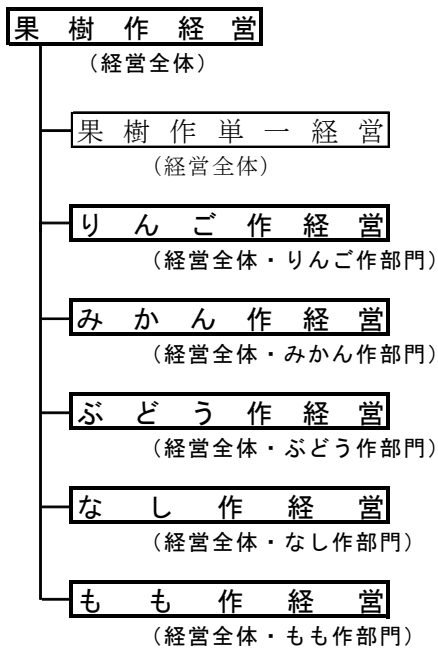 果樹作経営
(経営全体)
果樹作単一経営
(経営全体)
りんご作経営
(経営全体・りんご作部門)
みかん作経営
(経営全体・みかん作部門)
ぶどう作経営
(経営全体・ぶどう作部門)
なし作経営
(経営全体・なし作部門)
もも作経営
(経営全体・もも作部門)